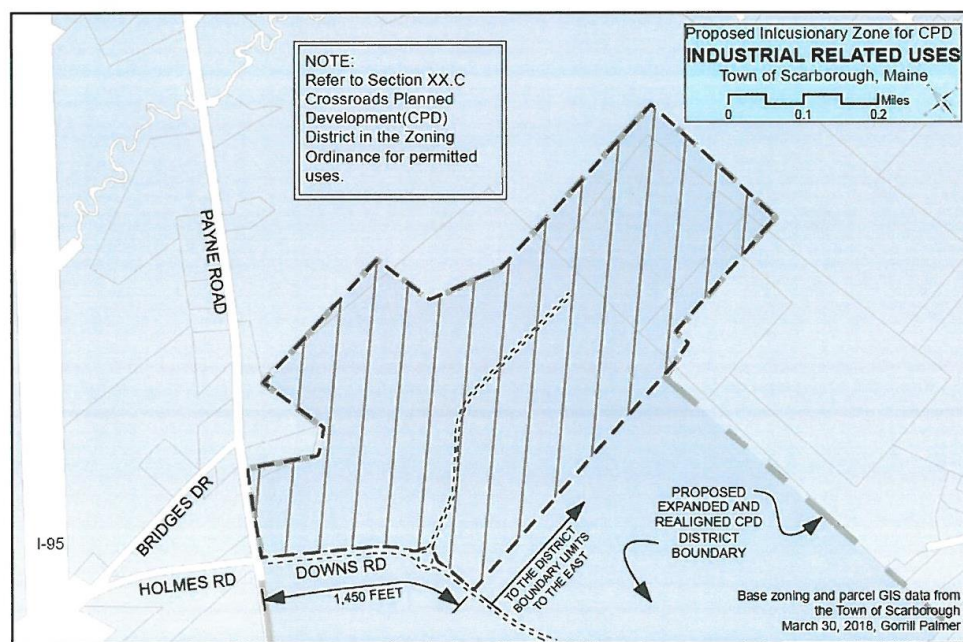 Proposed Inlcusionary Zone for CPD
INDUSTRIAL RELATED USES
Town of Scarborough, Maine
Miles
0 0.1 0.2
NOTE:
Refer to Section XX.C
Crossroads Planned
Development(CPD)
District in the Zoning
Ordinance for permitted
uses.
PAYNE ROAD
BRIDGES DR
I-95
HOLMES RD
DOWNS RD
1,450 FEET
TO THE DISTRICT
BOUNDARY LIMITS
TO THE EAST
PROPOSED
EXPANDED AND
REALIGNED CPD
DISTRICT
BOUNDARY
Base zoning and parcel GIS data from
the Town of Scarborough
March 30, 2018, Gorrill Palmer